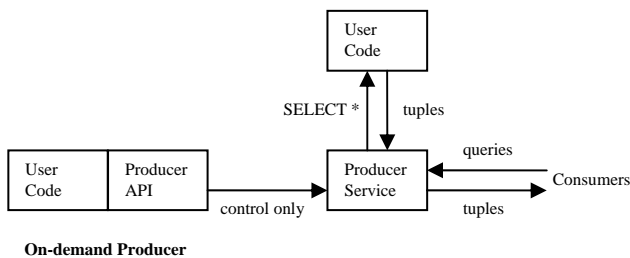 User
Code
SELECT *
tuples
User
Code
Producer
API
control only
Producer
Service
queries
Consumers
tuples
On-demand Producer